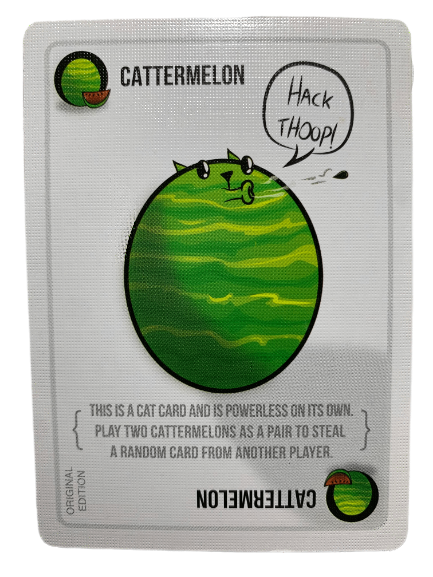 CATTERMELON
HACK
THOOP!
THIS IS A CAT CARD AND IS POWERLESS ON ITS OWN.
PLAY TWO CATTERMELONS AS A PAIR TO STEAL
A RANDOM CARD FROM ANOTHER PLAYER.
ORIGINAL
EDITION
CATTERMELON